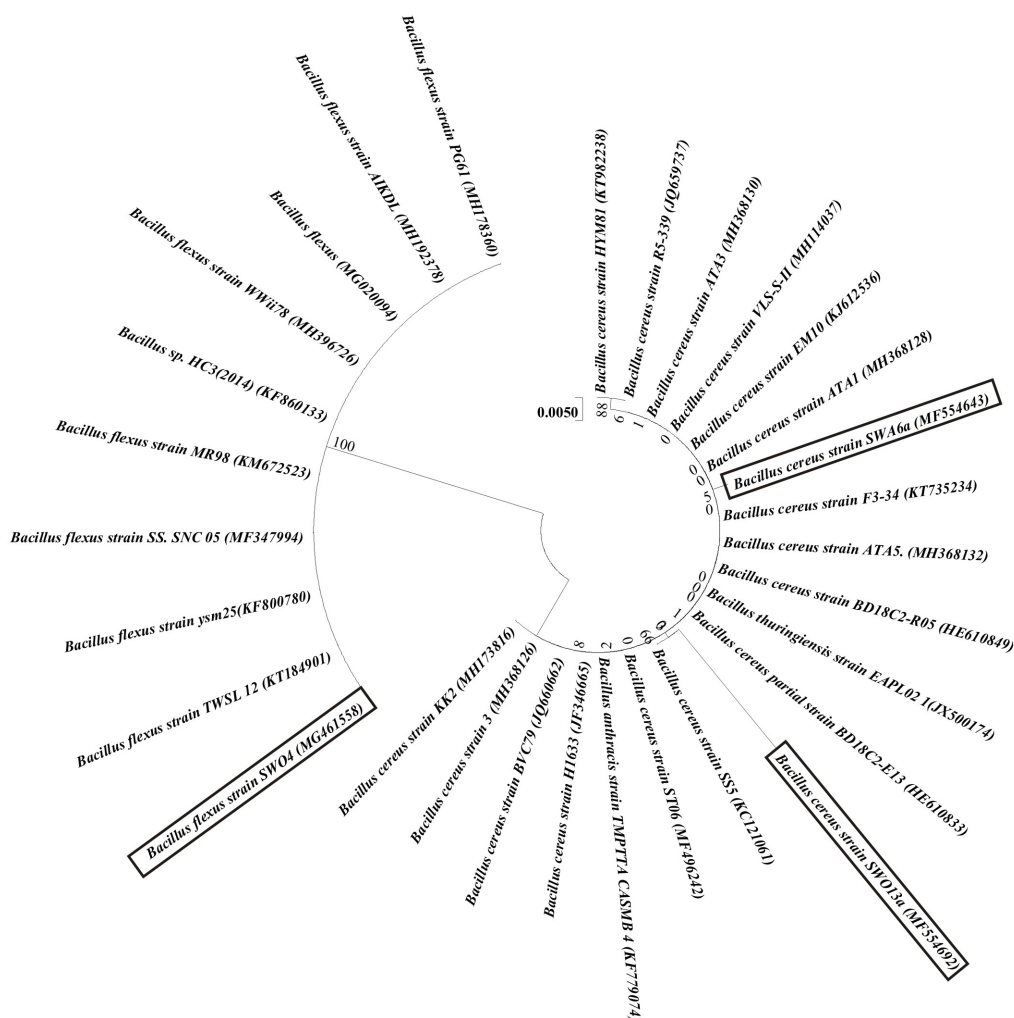 Bacillus flexus strain PG61 (MH178360)
Bacillus flexus strain AIKDL (MH192378)
Bacillus flexus (MG020094)
Bacillus flexus strain WWii78 (MH396726)
Bacillus sp. HC3(2014) (KF860133)
Bacillus flexus strain MR98 (KM672523)
Bacillus flexus strain SS. SNC 05 (MF347994)
Bacillus flexus strain ysm25(KF800780)
Bacillus flexus strain TWSL 12 (KT184901)
Bacillus flexus strain SWO4 (MG461558)
100
0.0050
Bacillus cereus strain HYM81 (KT982238)
Bacillus cereus strain R5-339 (JQ659737)
Bacillus cereus strain ATA3 (MH368130)
Bacillus cereus strain VLS-S-II (MH114037)
Bacillus cereus strain EM10 (KJ612536)
Bacillus cereus strain ATA1 (MH368128)
Bacillus cereus strain SWA6a (MF554643)
Bacillus cereus strain F3-34 (KT735234)
Bacillus cereus strain ATA5. (MH368132)
Bacillus cereus strain BD18C2-R05 (HE610849)
Bacillus thuringiensis strain EAPL02 1(JX500174)
Bacillus cereus partial strain BD18C2-E13 (HE610833)
Bacillus cereus strain SWO13a (MF554692)
Bacillus cereus strain SS5 (KC121061)
Bacillus cereus strain ST06 (MF496242)
Bacillus anthracis strain TMPTTA CASMB 4 (KF779074)
Bacillus cereus strain H1633 (JF346665)
Bacillus cereus strain BVC79 (JQ660662)
Bacillus cereus strain 3 (MH368126)
Bacillus cereus strain KK2 (MH173816)
88
6
1
0
0
0
5
0
0
0
0
1
0
2
8